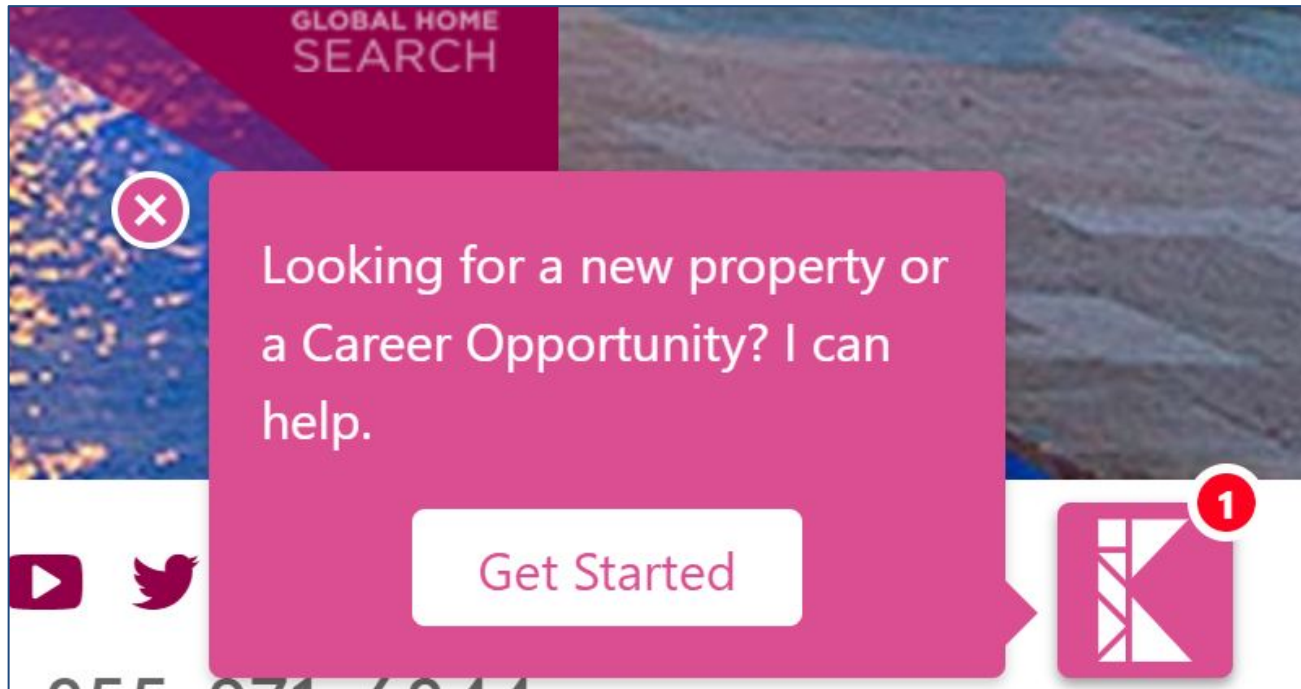 GLOBAL HOME
SEARCH
Looking for a new property or
a Career Opportunity? I can
help.
Get Started
1